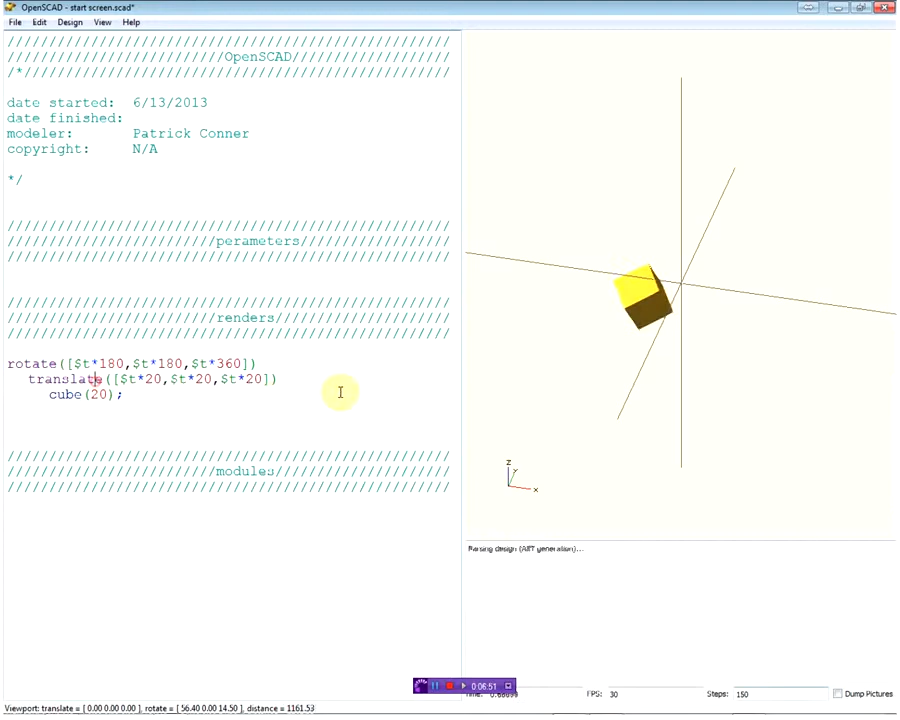 OpenSCAD - start screen.scad*
File Edit Design View Help
//////////////////////////////////////////////////////
//////////////////////////OpenSCAD///////////////////
/*////////////////////////////////////////////////////
date started: 6/13/2013
date finished:
modeler: Patrick Conner
copyright: N/A
*/
//////////////////////////////////////////////////////
/////////////////////////perameters//////////////////
//////////////////////////////////////////////////////
//////////////////////////////////////////////////////
/////////////////////////renders/////////////////////
//////////////////////////////////////////////////////
rotate([$t*180,$t*180,$t*360])
translate([$t*20,$t*20,$t*20])
cube(20);
//////////////////////////////////////////////////////
/////////////////////////modules/////////////////////
//////////////////////////////////////////////////////
z
y
x
Parsing design (AST generation)...
0:06:51
FPS: 30 Steps: 150 Dump Pictures
Viewport: translate = [ 0.00 0.00 0.00 ], rotate = [ 56.40 0.00 14.50 ], distance = 1161.53